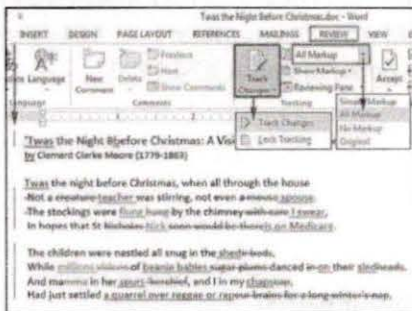 Twas the Night Before Christmas.doc - Word
INSERT DESIGN PAGE LAYOUT REFERENCES MAILINGS REVIEW VIEW
Language New Comment Delete Previous Next Show Comments Track Changes All Markup Show Markup Reviewing Pane Accept
Language Comments Tracking
Simple Markup
All Markup
No Markup
Original
Track Changes
Lock Tracking
'Twas the Night Before Christmas: A Vis
by Clement Clarke Moore (1779-1863)
Twas the night before Christmas, when all through the house
Not a creature teacher was stirring, not even a mouse spouse.
The stockings were flung hung by the chimney with care I swear,
In hopes that St Nicholas Nick soon would be there is on Medicare.
The children were nestled all snug in the sheds beds,
While millions visions of beanie babies sugar plums danced in on their sleds heads.
And mamma in her spurs kerchief, and I in my chaps cap,
Had just settled a quarrel over reggae or rap our brains for a long winter's nap.